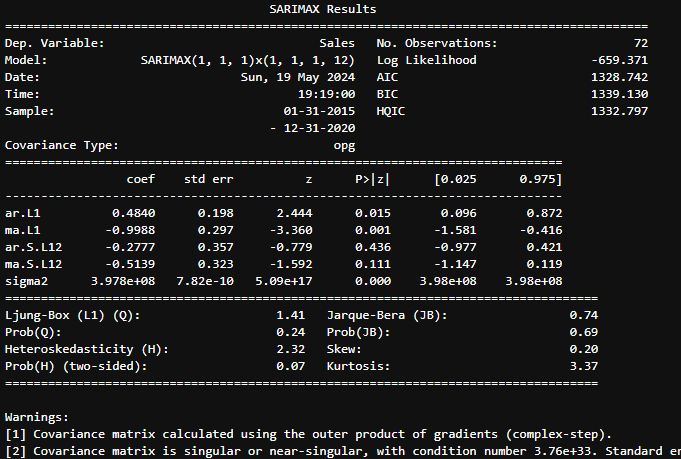 SARIMAX Results
==========================================================================================
Dep. Variable: Sales No. Observations: 72
Model: SARIMAX(1, 1, 1)x(1, 1, 1, 12) Log Likelihood -659.371
Date: Sun, 19 May 2024 AIC 1328.742
Time: 19:19:00 BIC 1339.130
Sample: 01-31-2015 HQIC 1332.797
- 12-31-2020
Covariance Type: opg
==============================================================================
coef std err z P>|z| [0.025 0.975]
------------------------------------------------------------------------------
ar.L1 0.4840 0.198 2.444 0.015 0.096 0.872
ma.L1 -0.9988 0.297 -3.360 0.001 -1.581 -0.416
ar.S.L12 -0.2777 0.357 -0.779 0.436 -0.977 0.421
ma.S.L12 -0.5139 0.323 -1.592 0.111 -1.147 0.119
sigma2 3.978e+08 7.82e-10 5.09e+17 0.000 3.98e+08 3.98e+08
===================================================================================
Ljung-Box (L1) (Q): 1.41 Jarque-Bera (JB): 0.74
Prob(Q): 0.24 Prob(JB): 0.69
Heteroskedasticity (H): 2.32 Skew: 0.20
Prob(H) (two-sided): 0.07 Kurtosis: 3.37
===================================================================================
Warnings:
[1] Covariance matrix calculated using the outer product of gradients (complex-step).
[2] Covariance matrix is singular or near-singular, with condition number 3.76e+33. Standard er